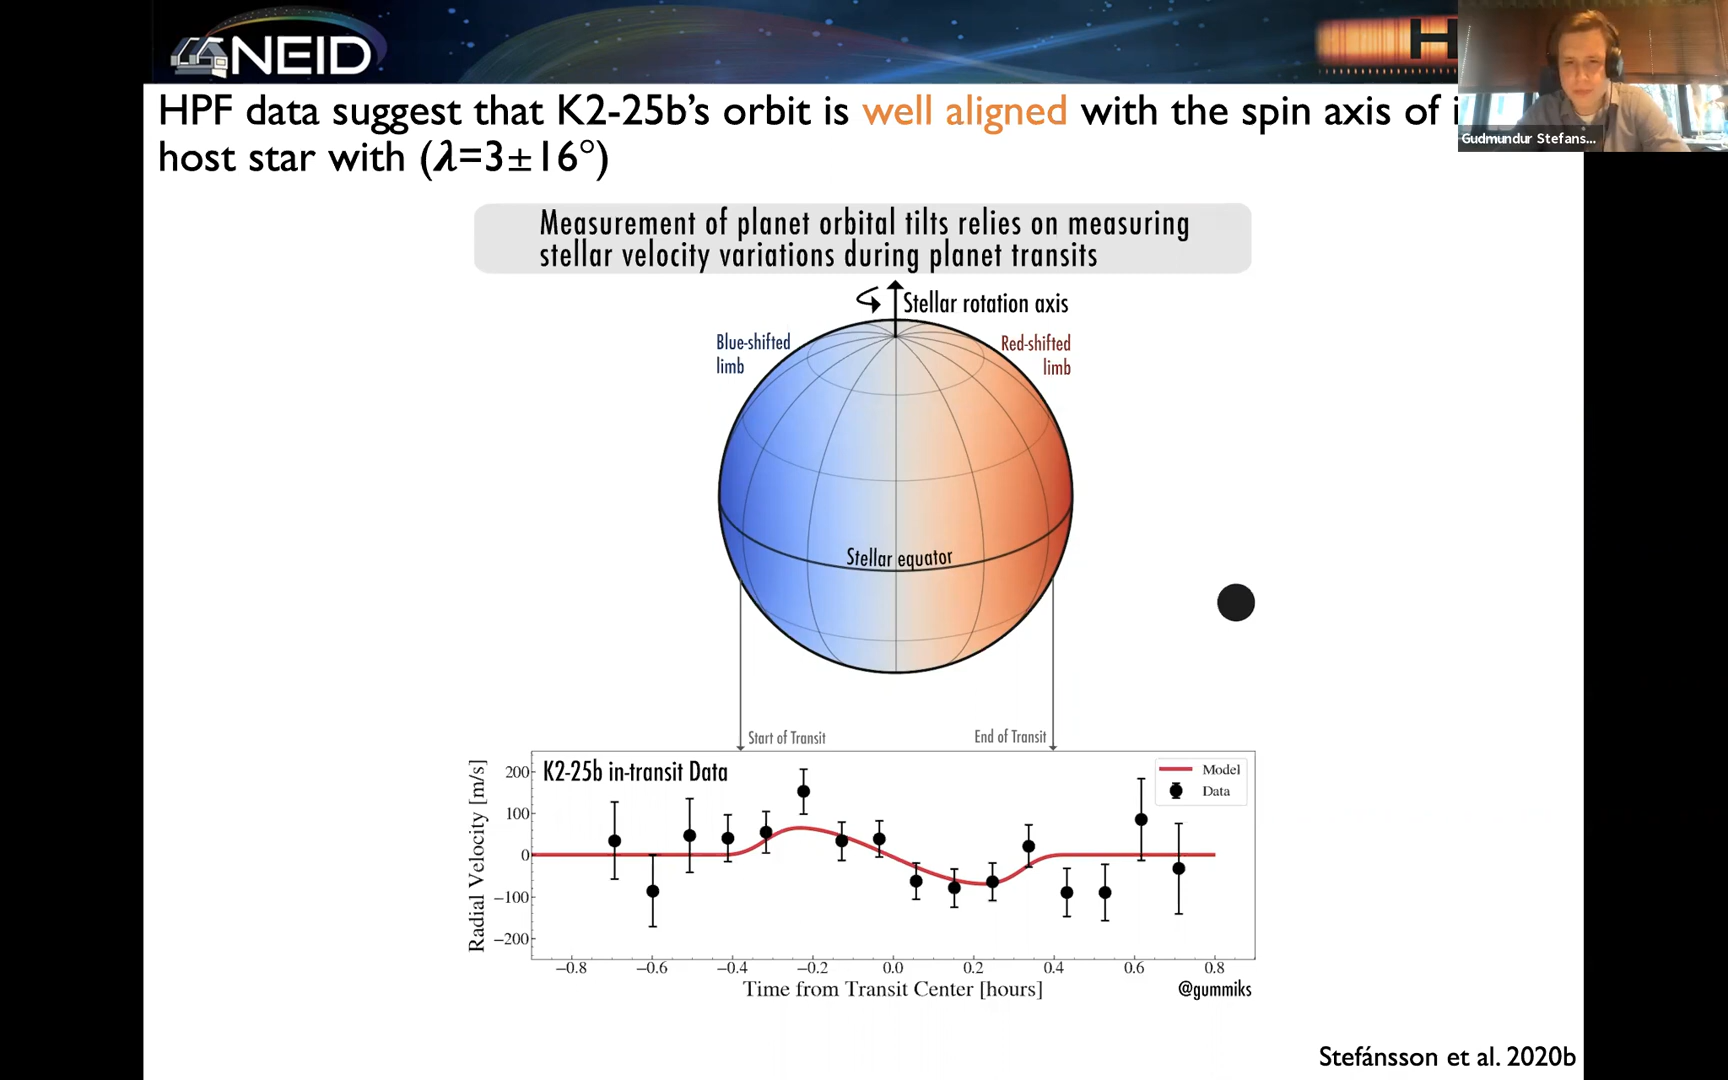 NEID
H
Gudmundur Stefans...
HPF data suggest that K2-25b's orbit is well aligned with the spin axis of i
host star with (λ=3±16°)
Measurement of planet orbital tilts relies on measuring
stellar velocity variations during planet transits
Stellar rotation axis
Blue-shifted
limb
Red-shifted
limb
Stellar equator
Start of Transit
End of Transit
K2-25b in-transit Data
Model
Data
Radial Velocity [m/s]
200
100
0
−100
−200
−0.8 −0.6 −0.4 −0.2 0.0 0.2 0.4 0.6 0.8
Time from Transit Center [hours]
@gummiks
Stefánsson et al. 2020b